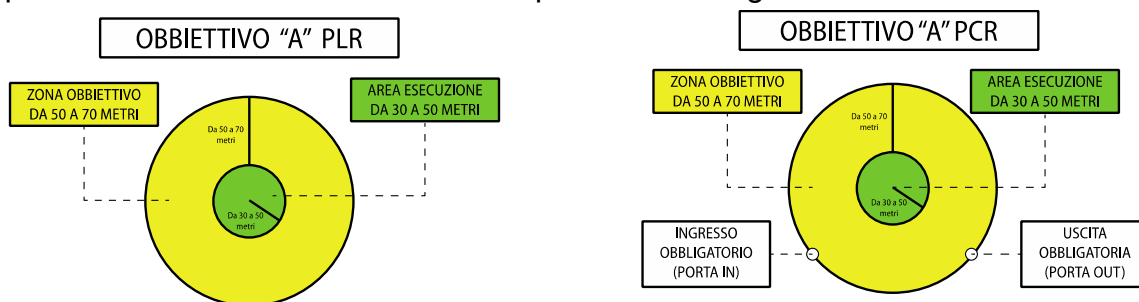 OBBIETTIVO “A” PLR
ZONA OBIETTIVO
DA 50 A 70 METRI
AREA ESECUZIONE
DA 30 A 50 METRI
Da 50 a 70
metri
Da 30 a 50
metri
OBBIETTIVO “A” PCR
ZONA OBIETTIVO
DA 50 A 70 METRI
AREA ESECUZIONE
DA 30 A 50 METRI
Da 50 a 70
metri
Da 30 a 50
metri
INGRESSO
OBBLIGATORIO
(PORTA IN)
USCITA
OBBLIGATORIA
(PORTA OUT)